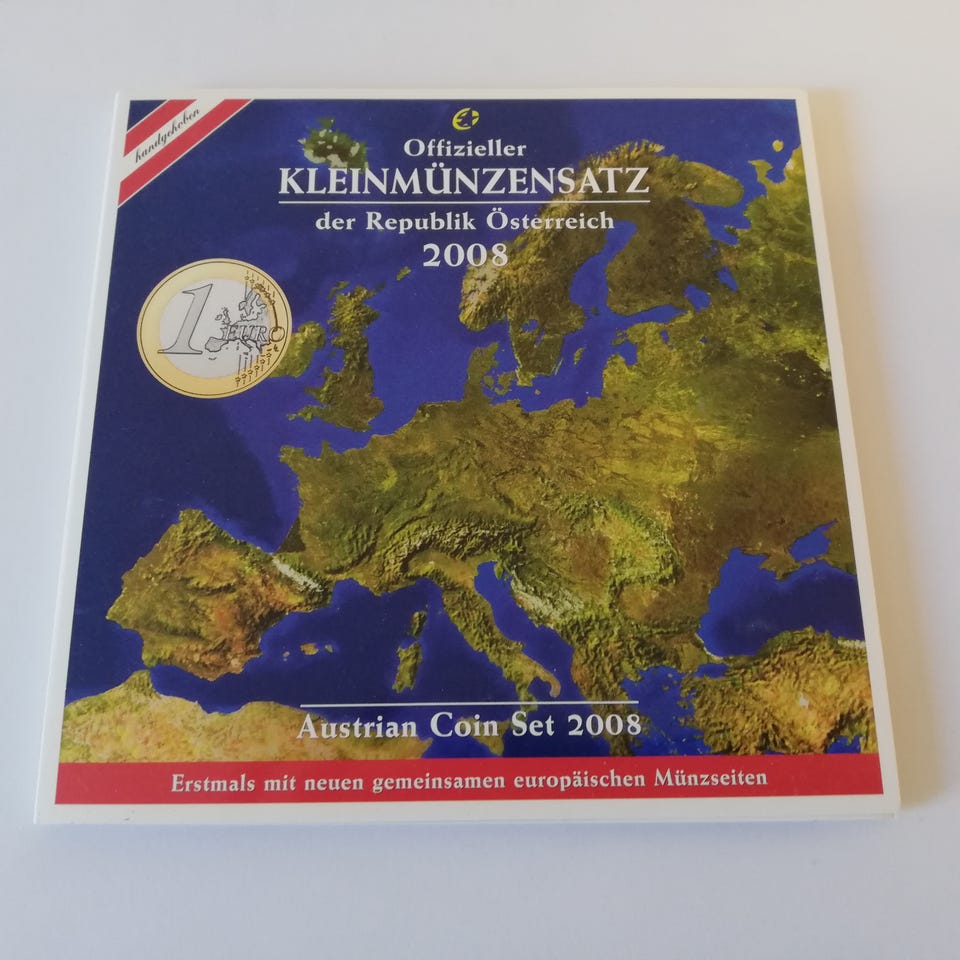 handgehoben
Offizieller
KLEINMÜNZENSATZ
der Republik Österreich
2008
1 EURO
Austrian Coin Set 2008
Erstmals mit neuen gemeinsamen europäischen Münzseiten